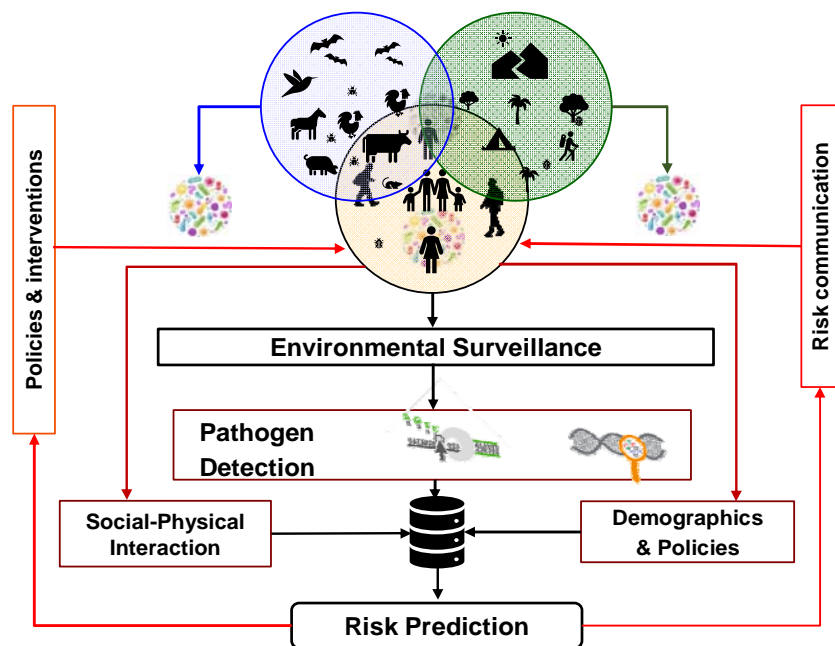 Policies & interventions
Risk communication
Environmental Surveillance
Pathogen
Detection
Social-Physical
Interaction
Demographics
& Policies
Risk Prediction